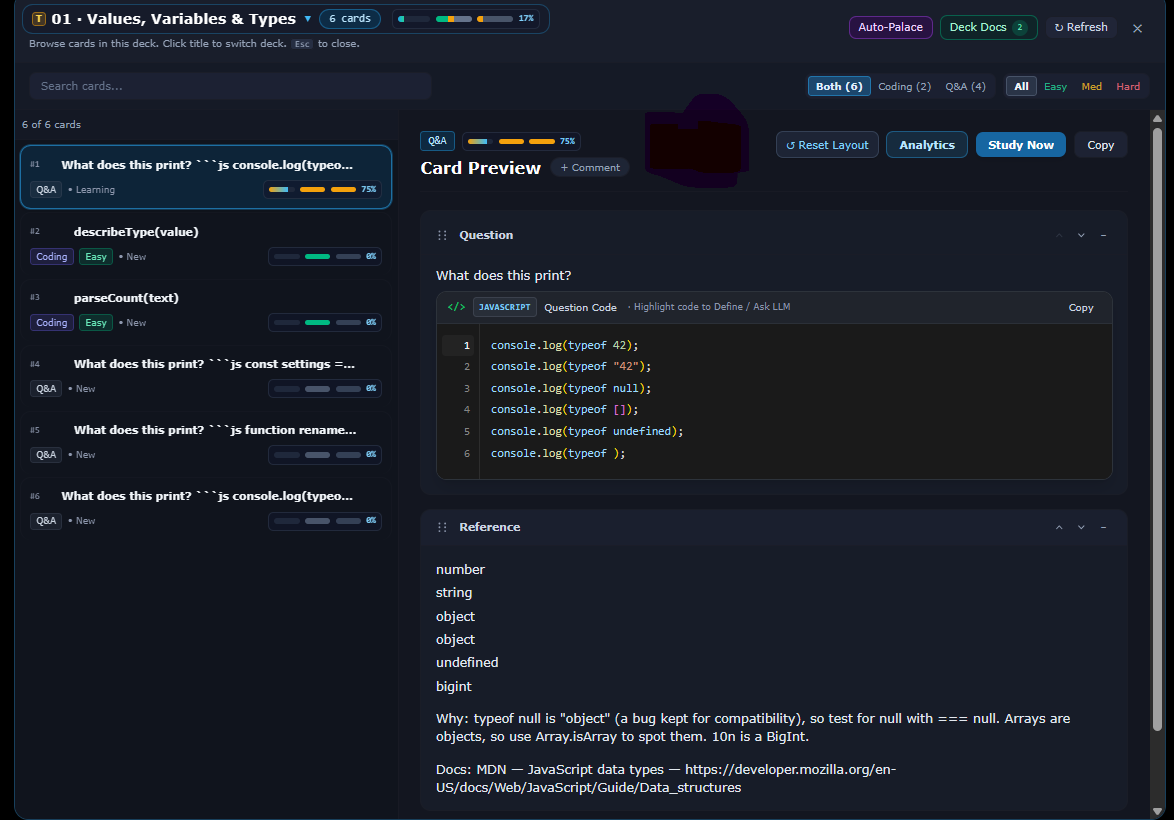 T 01 · Values, Variables & Types ▼ 6 cards 17%
Auto-Palace Deck Docs 2 ↻ Refresh ×
Browse cards in this deck. Click title to switch deck. Esc to close.
Search cards...
Both (6) Coding (2) Q&A (4) All Easy Med Hard
6 of 6 cards
#1 What does this print? ```js console.log(typeo...
Q&A • Learning 75%
#2 describeType(value)
Coding Easy • New 0%
#3 parseCount(text)
Coding Easy • New 0%
#4 What does this print? ```js const settings =...
Q&A • New 0%
#5 What does this print? ```js function rename...
Q&A • New 0%
#6 What does this print? ```js console.log(typeo...
Q&A • New 0%
Q&A 75%
Card Preview + Comment
↺ Reset Layout Analytics Study Now Copy
Question
What does this print?
</> JAVASCRIPT Question Code · Highlight code to Define / Ask LLM Copy
1 console.log(typeof 42);
2 console.log(typeof "42");
3 console.log(typeof null);
4 console.log(typeof []);
5 console.log(typeof undefined);
6 console.log(typeof );
Reference
number
string
object
object
undefined
bigint
Why: typeof null is "object" (a bug kept for compatibility), so test for null with === null. Arrays are
objects, so use Array.isArray to spot them. 10n is a BigInt.
Docs: MDN — JavaScript data types — https://developer.mozilla.org/en-
US/docs/Web/JavaScript/Guide/Data_structures